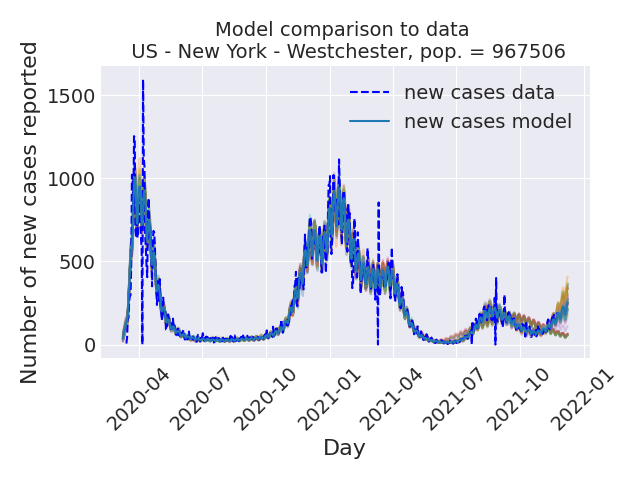 Model comparison to data
US - New York - Westchester, pop. = 967506
Number of new cases reported
1500
1000
500
0
new cases data
new cases model
2020-04
2020-07
2020-10
2021-01
2021-04
2021-07
2021-10
2022-01
Day